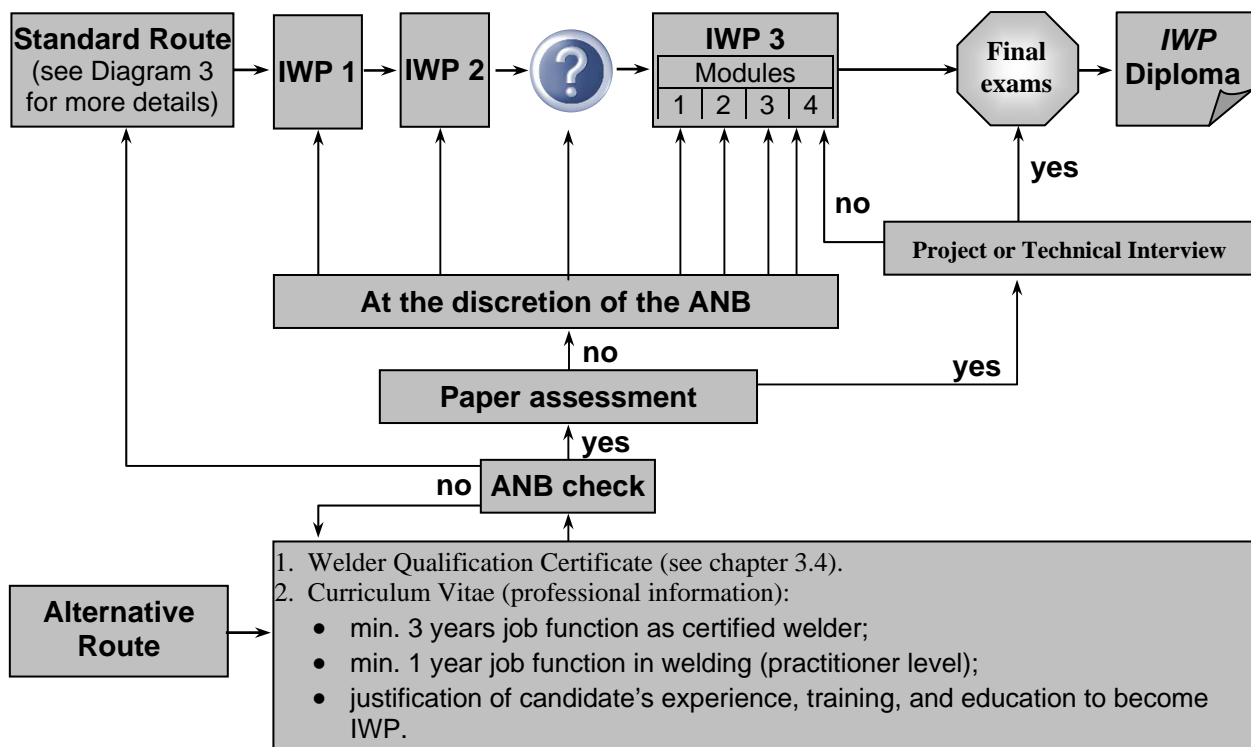 Standard Route
(see Diagram 3
for more details)
IWP 1
IWP 2
?
IWP 3
Modules
1 2 3 4
Final
exams
IWP
Diploma
yes
no
Project or Technical Interview
At the discretion of the ANB
no
yes
Paper assessment
yes
no
ANB check
Alternative
Route
1. Welder Qualification Certificate (see chapter 3.4).
2. Curriculum Vitae (professional information):
• min. 3 years job function as certified welder;
• min. 1 year job function in welding (practitioner level);
• justification of candidate's experience, training, and education to become
IWP.